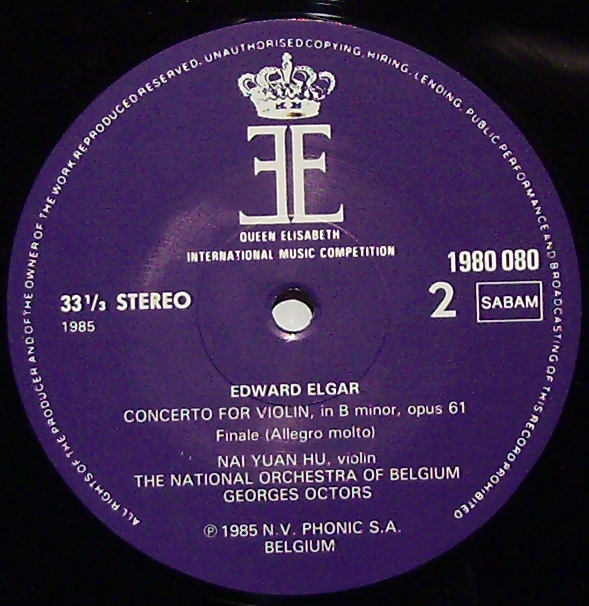 ALL RIGHTS OF THE PRODUCER AND OF THE OWNER OF THE WORK REPRODUCED RESERVED. UNAUTHORISED COPYING, HIRING, LENDING, PUBLIC PERFORMANCE AND BROADCASTING OF THIS RECORD PROHIBITED
EE
QUEEN ELISABETH
INTERNATIONAL MUSIC COMPETITION
1980 080
33 1/3 STEREO
2 SABAM
1985
EDWARD ELGAR
CONCERTO FOR VIOLIN, in B minor, opus 61
Finale (Allegro molto)
NAI YUAN HU, violin
THE NATIONAL ORCHESTRA OF BELGIUM
GEORGES OCTORS
℗ 1985 N.V. PHONIC S.A.
BELGIUM